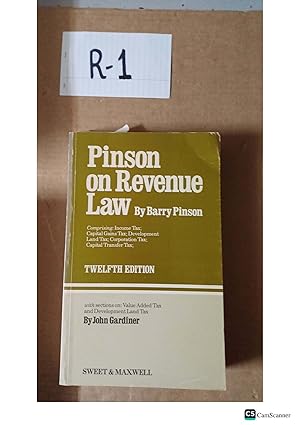 R-1
Pinson
on Revenue
Law By Barry Pinson
Comprising: Income Tax;
Capital Gains Tax; Development
Land Tax; Corporation Tax;
Capital Transfer Tax;
TWELFTH EDITION
with sections on: Value Added Tax
and Development Land Tax
By John Gardiner
SWEET & MAXWELL
CS CamScanner